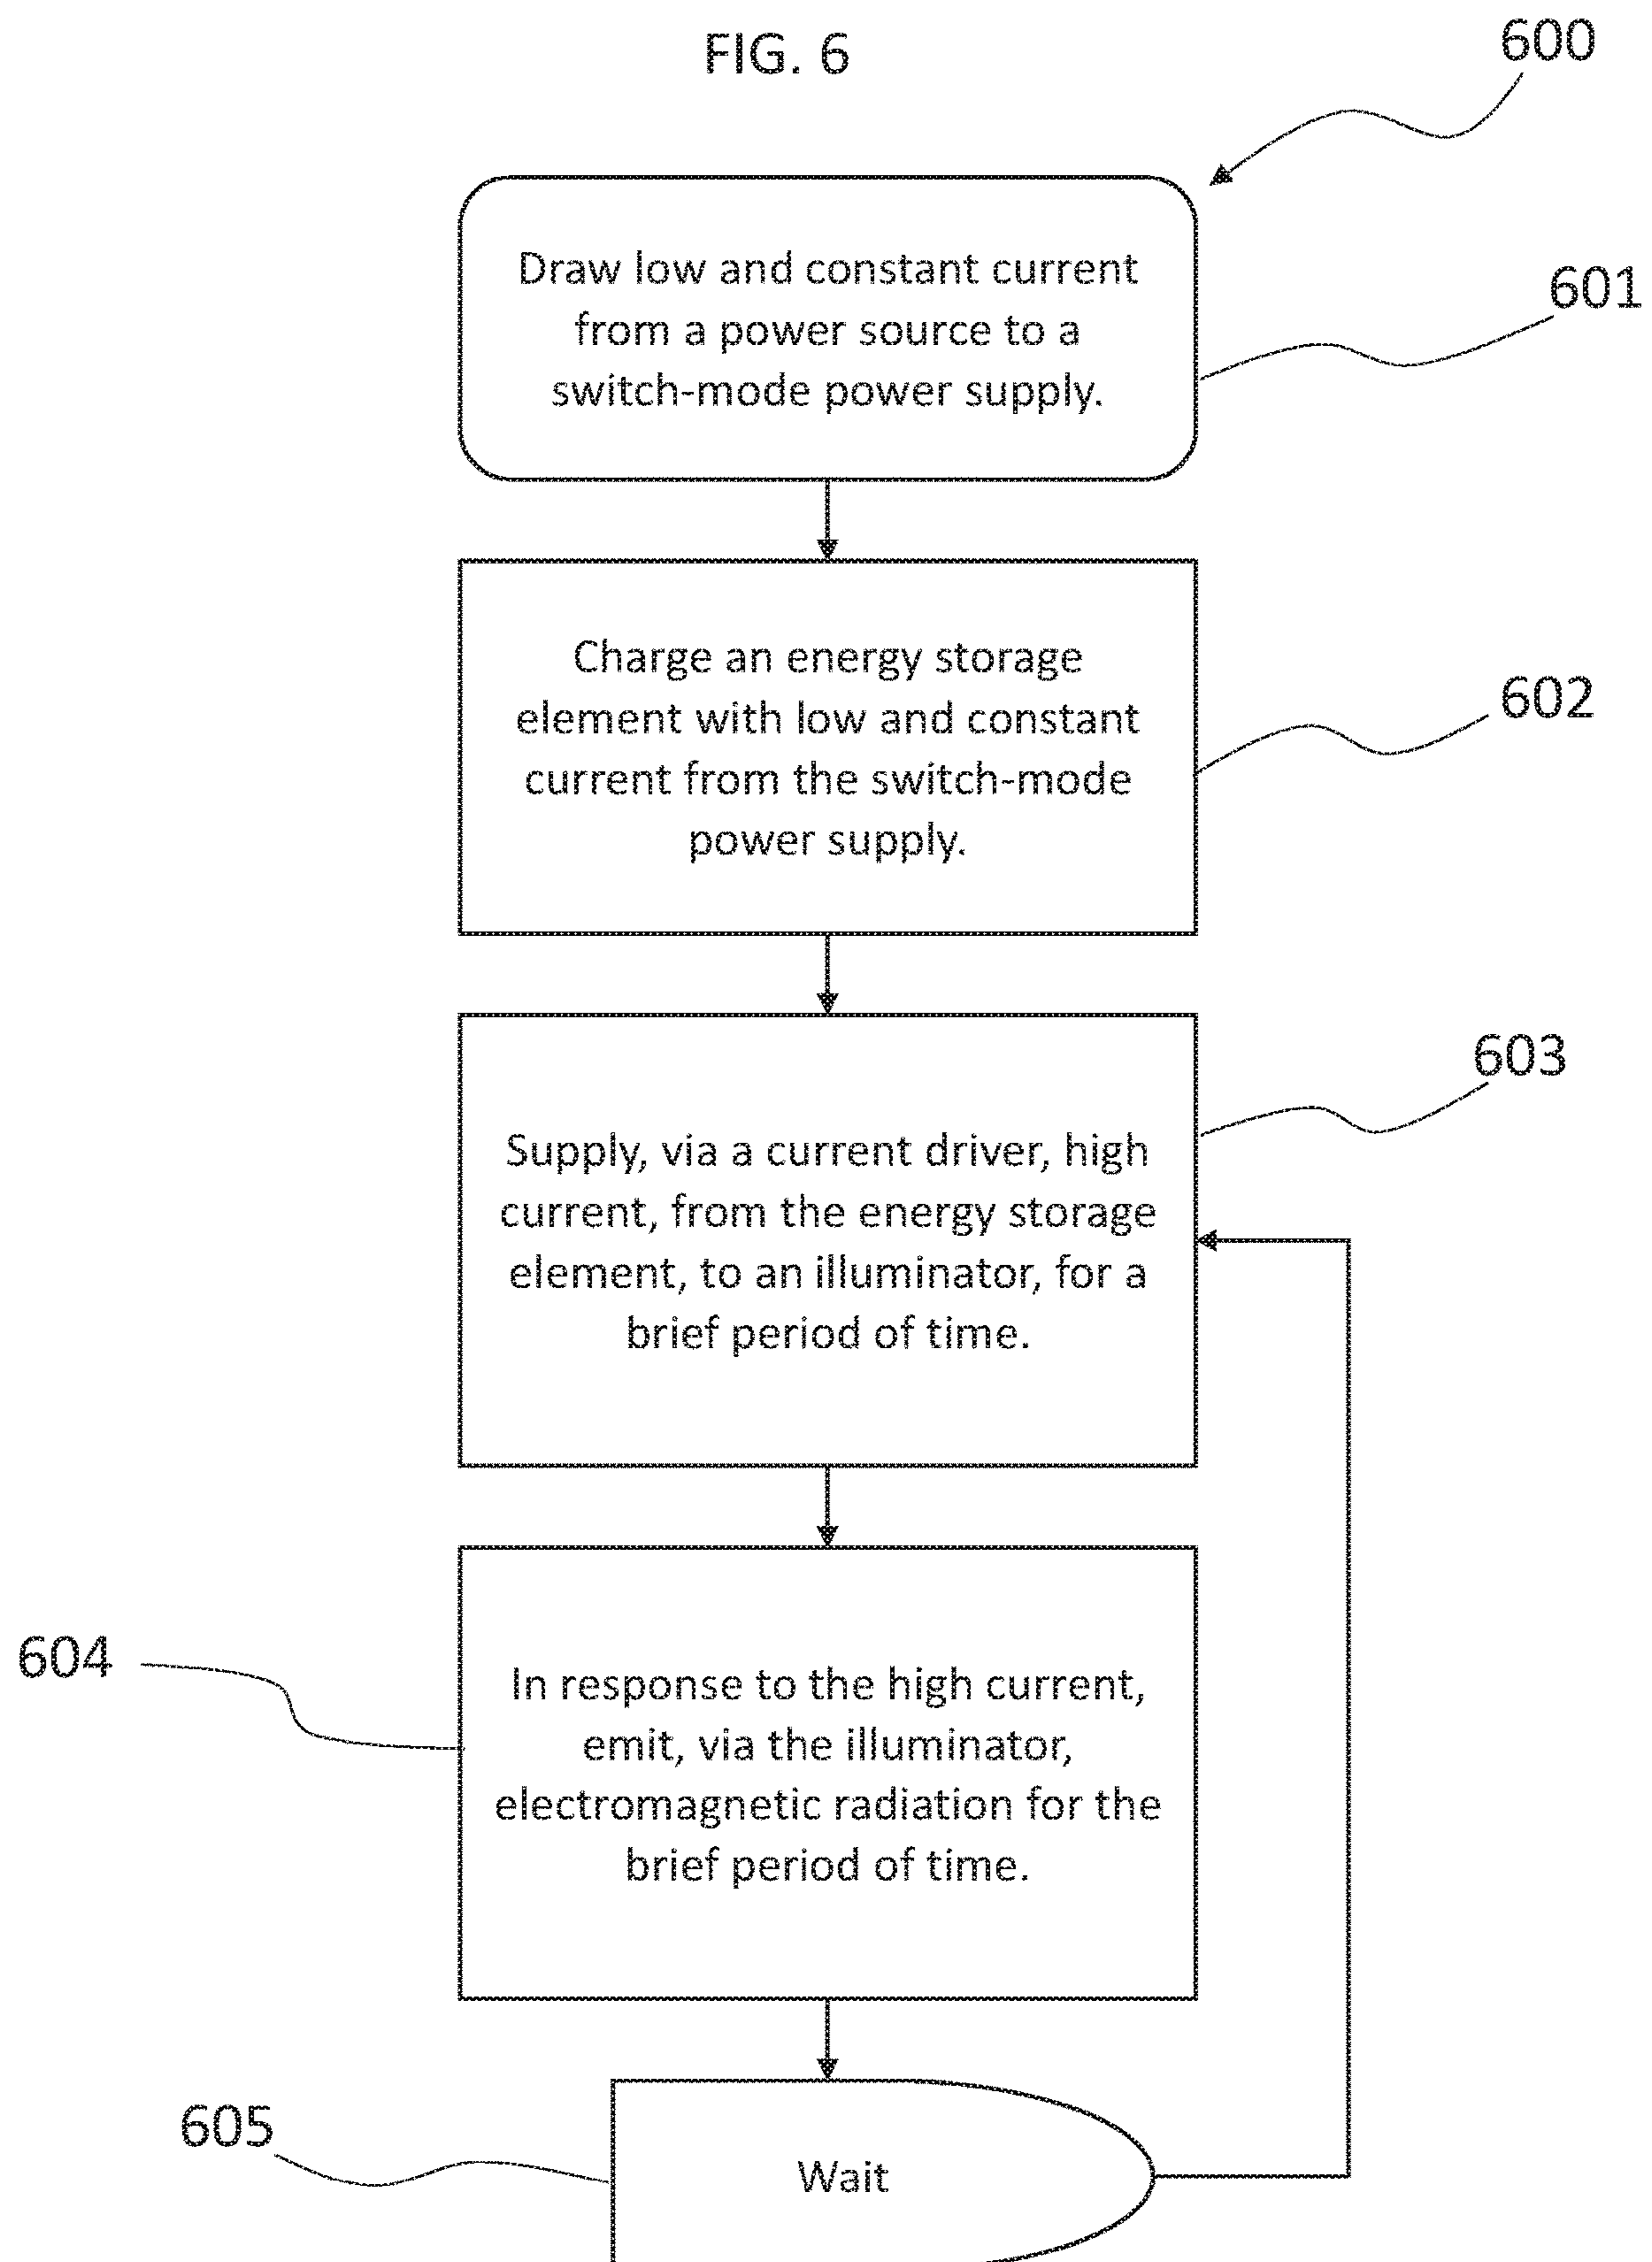 FIG. 6
600
Draw low and constant current
from a power source to a
switch-mode power supply.
601
Charge an energy storage
element with low and constant
current from the switch-mode
power supply.
602
603
Supply, via a current driver, high
current, from the energy storage
element, to an illuminator, for a
brief period of time.
604
In response to the high current,
emit, via the illuminator,
electromagnetic radiation for the
brief period of time.
605
Wait